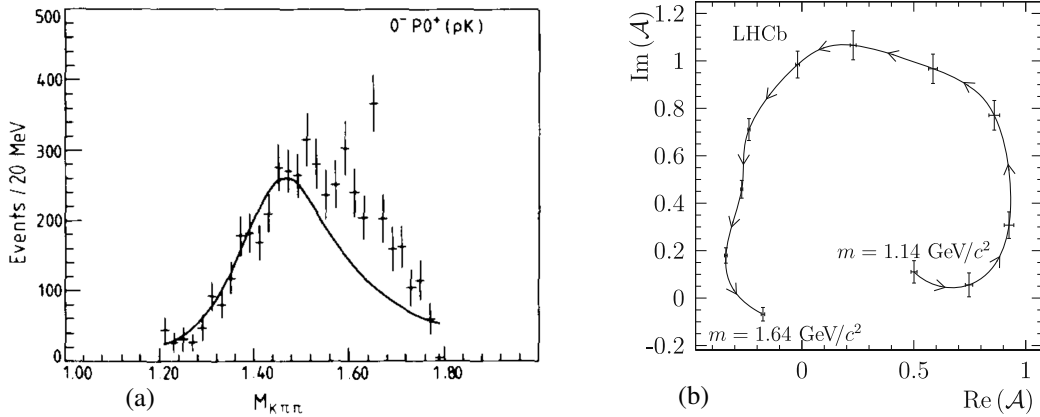 500
400
300
200
100
0
Events / 20 MeV
0⁻P0⁺(ρK)
1.00
1.20
1.40
1.60
1.80
(a)
M_Kππ
LHCb
Im (𝒜)
1.2
1
0.8
0.6
0.4
0.2
0
-0.2
m = 1.14 GeV/c²
m = 1.64 GeV/c²
0
0.5
1
(b)
Re (𝒜)